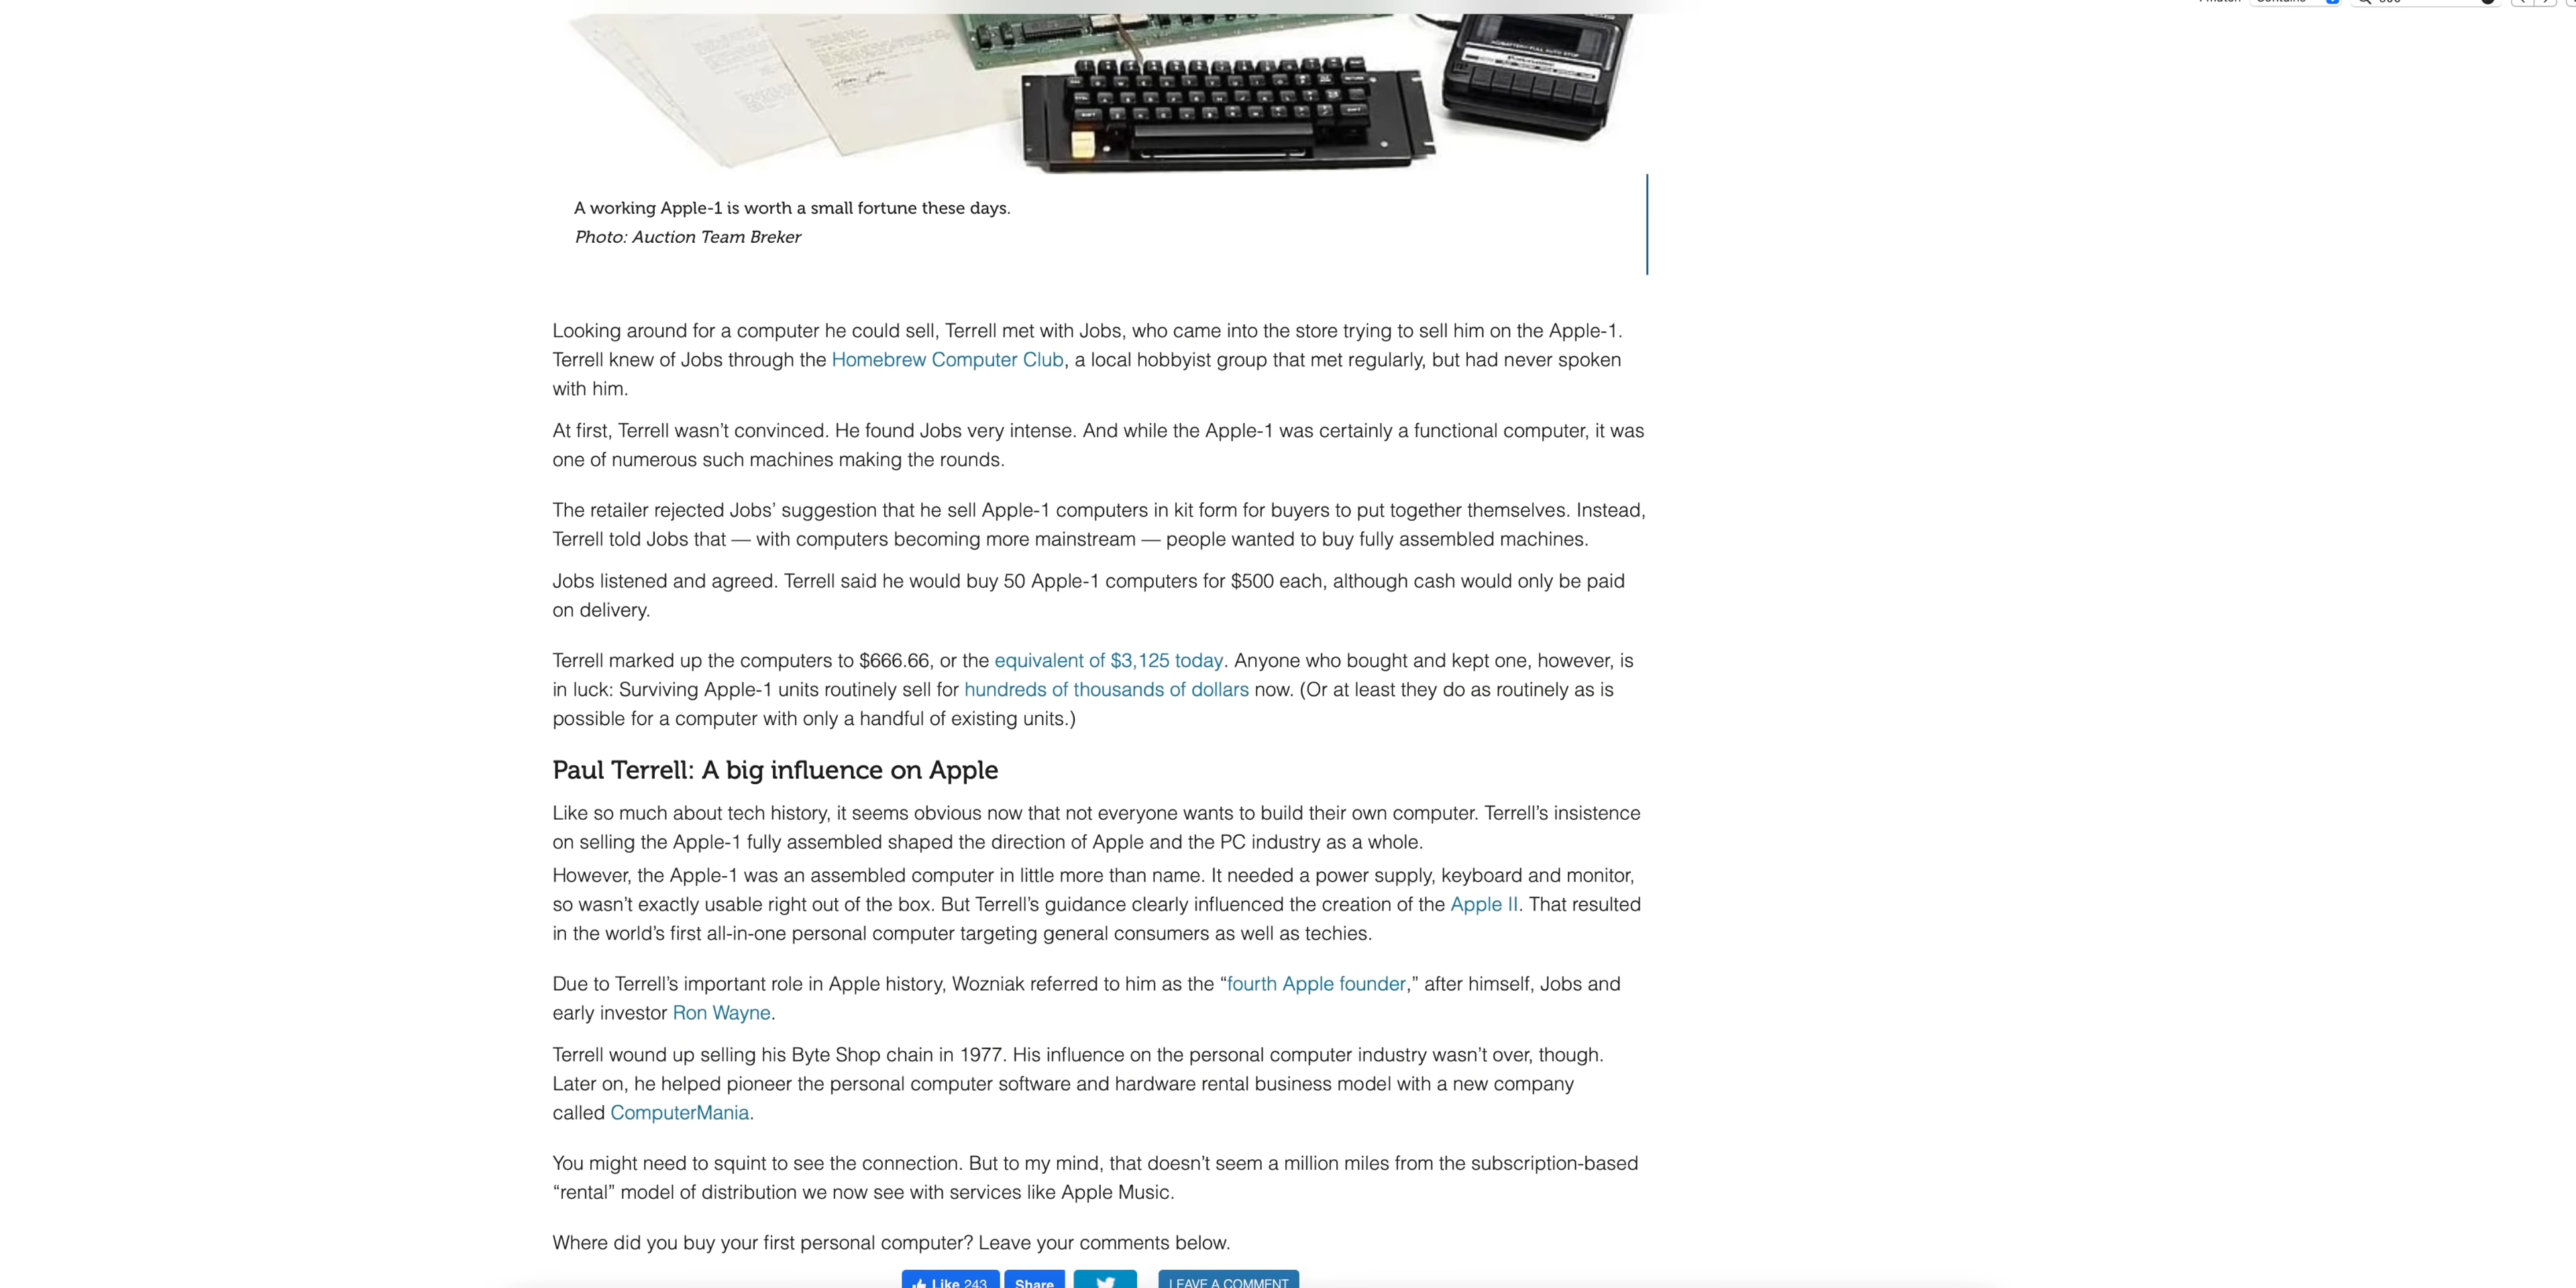 A working Apple-1 is worth a small fortune these days.
Photo: Auction Team Breker
Looking around for a computer he could sell, Terrell met with Jobs, who came into the store trying to sell him on the Apple-1.
Terrell knew of Jobs through the Homebrew Computer Club, a local hobbyist group that met regularly, but had never spoken
with him.
At first, Terrell wasn’t convinced. He found Jobs very intense. And while the Apple-1 was certainly a functional computer, it was
one of numerous such machines making the rounds.
The retailer rejected Jobs’ suggestion that he sell Apple-1 computers in kit form for buyers to put together themselves. Instead,
Terrell told Jobs that — with computers becoming more mainstream — people wanted to buy fully assembled machines.
Jobs listened and agreed. Terrell said he would buy 50 Apple-1 computers for $500 each, although cash would only be paid
on delivery.
Terrell marked up the computers to $666.66, or the equivalent of $3,125 today. Anyone who bought and kept one, however, is
in luck: Surviving Apple-1 units routinely sell for hundreds of thousands of dollars now. (Or at least they do as routinely as is
possible for a computer with only a handful of existing units.)
Paul Terrell: A big influence on Apple
Like so much about tech history, it seems obvious now that not everyone wants to build their own computer. Terrell’s insistence
on selling the Apple-1 fully assembled shaped the direction of Apple and the PC industry as a whole.
However, the Apple-1 was an assembled computer in little more than name. It needed a power supply, keyboard and monitor,
so wasn’t exactly usable right out of the box. But Terrell’s guidance clearly influenced the creation of the Apple II. That resulted
in the world’s first all-in-one personal computer targeting general consumers as well as techies.
Due to Terrell’s important role in Apple history, Wozniak referred to him as the “fourth Apple founder,” after himself, Jobs and
early investor Ron Wayne.
Terrell wound up selling his Byte Shop chain in 1977. His influence on the personal computer industry wasn’t over, though.
Later on, he helped pioneer the personal computer software and hardware rental business model with a new company
called ComputerMania.
You might need to squint to see the connection. But to my mind, that doesn’t seem a million miles from the subscription-based
“rental” model of distribution we now see with services like Apple Music.
Where did you buy your first personal computer? Leave your comments below.
Like 243 Share LEAVE A COMMENT